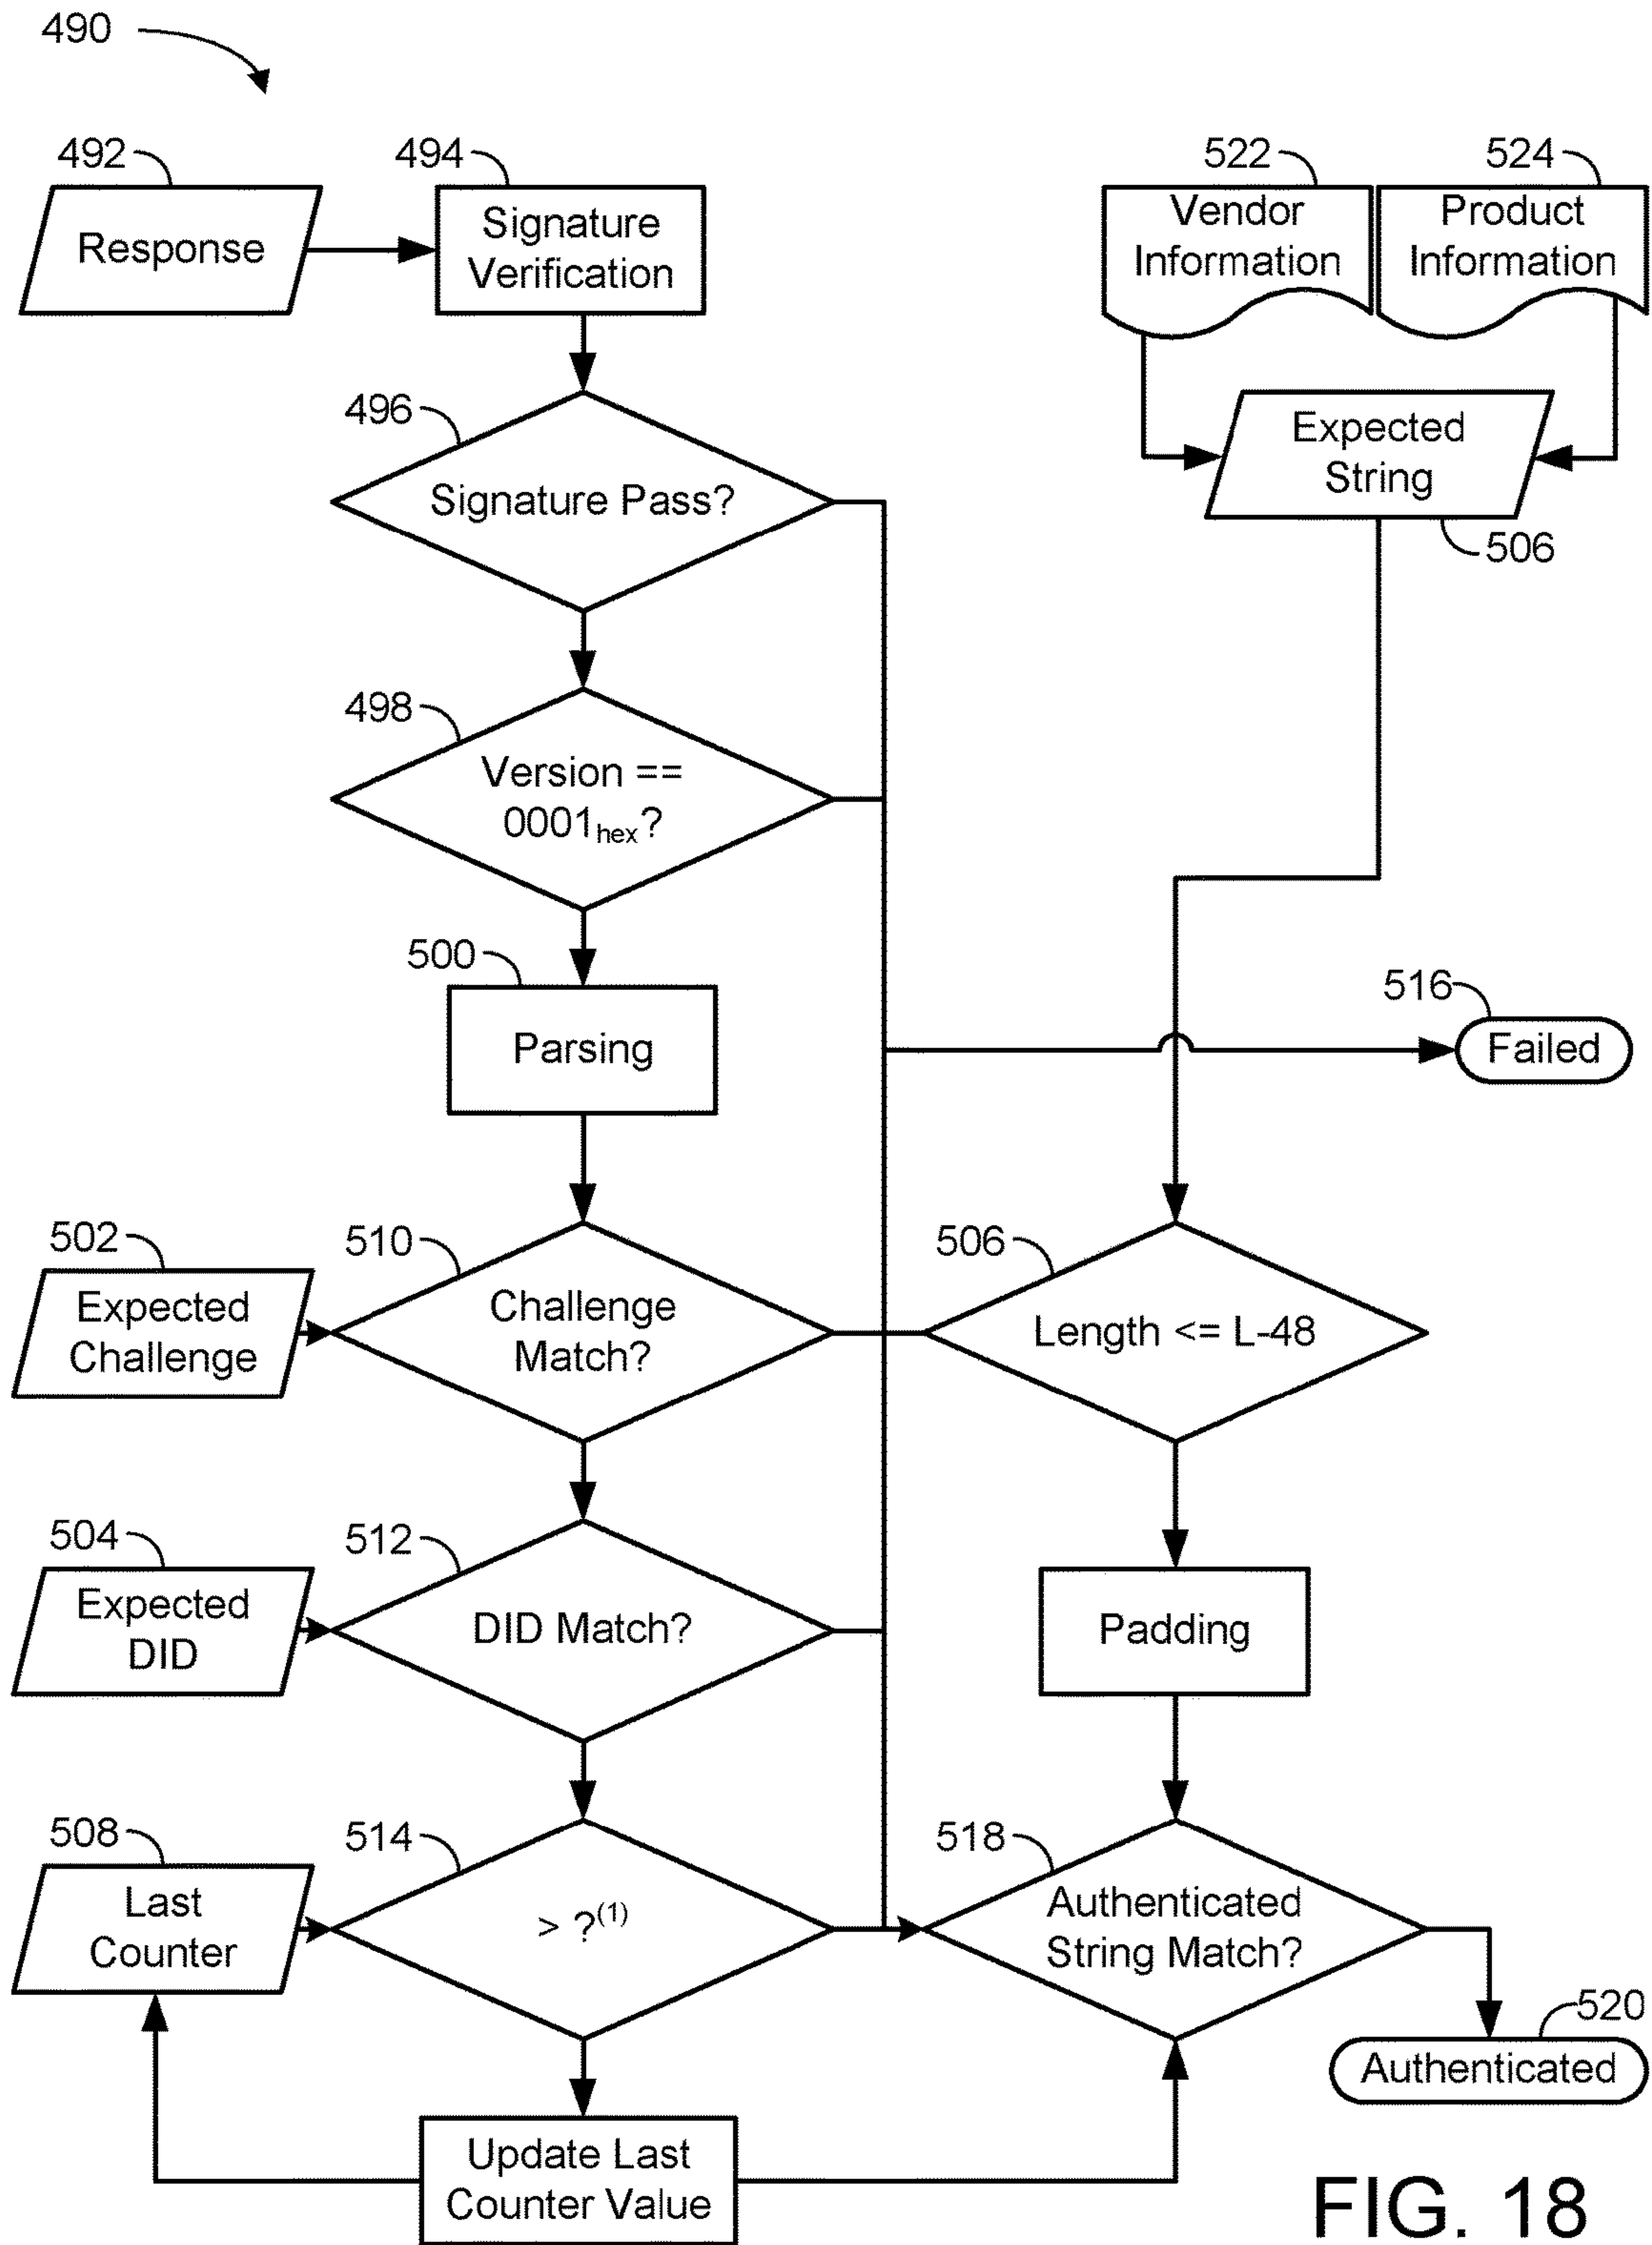 490
492
494
522
524
Response
Signature
Verification
Vendor
Information
Product
Information
496
Signature Pass?
Expected
String
506
498
Version ==
0001hex?
500
Parsing
516
Failed
502
510
506
Expected
Challenge
Challenge
Match?
Length <= L-48
504
512
Expected
DID
DID Match?
Padding
508
514
518
Last
Counter
> ?(1)
Authenticated
String Match?
520
Authenticated
Update Last
Counter Value
FIG. 18